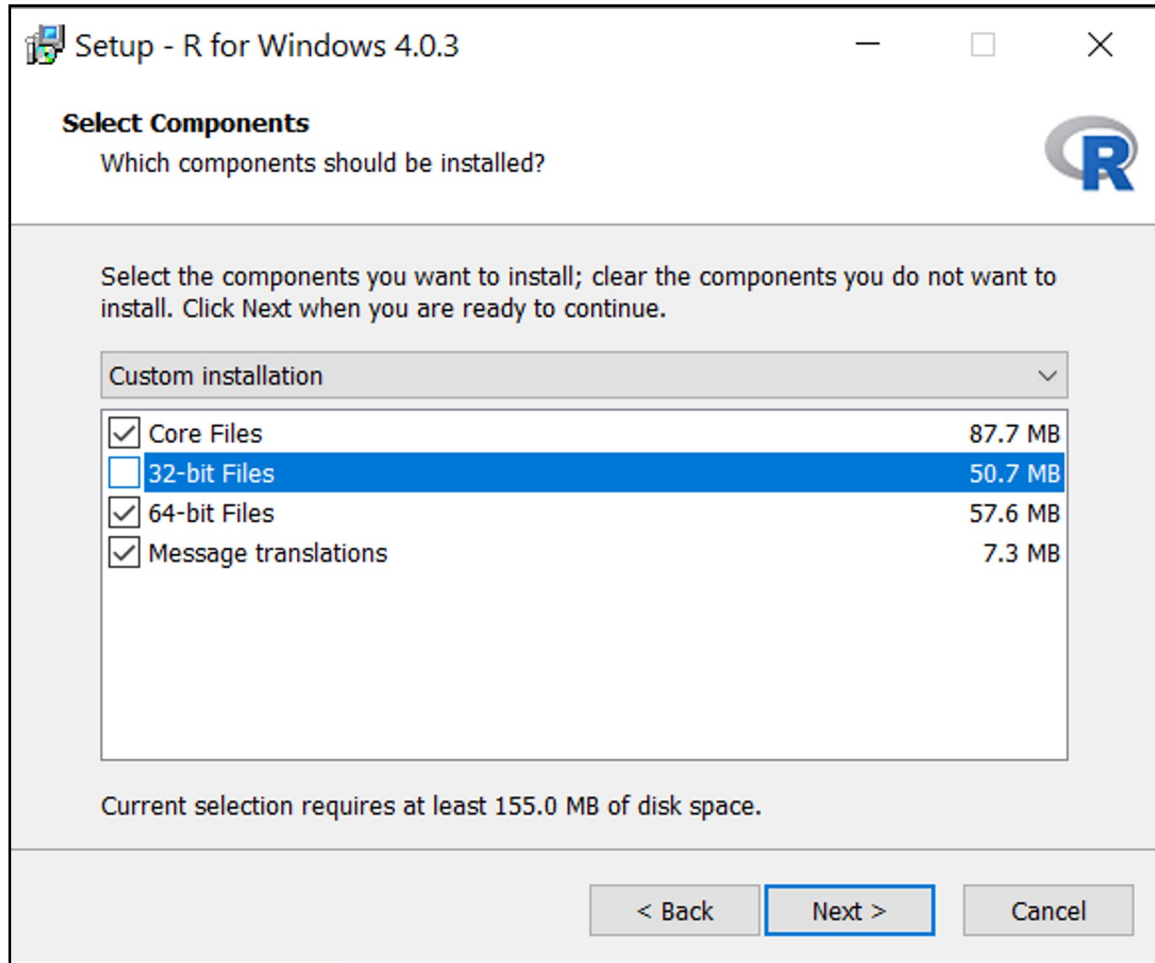 Setup - R for Windows 4.0.3
Select Components
Which components should be installed?
R
Select the components you want to install; clear the components you do not want to
install. Click Next when you are ready to continue.
Custom installation
Core Files 87.7 MB
32-bit Files 50.7 MB
64-bit Files 57.6 MB
Message translations 7.3 MB
Current selection requires at least 155.0 MB of disk space.
< Back Next > Cancel